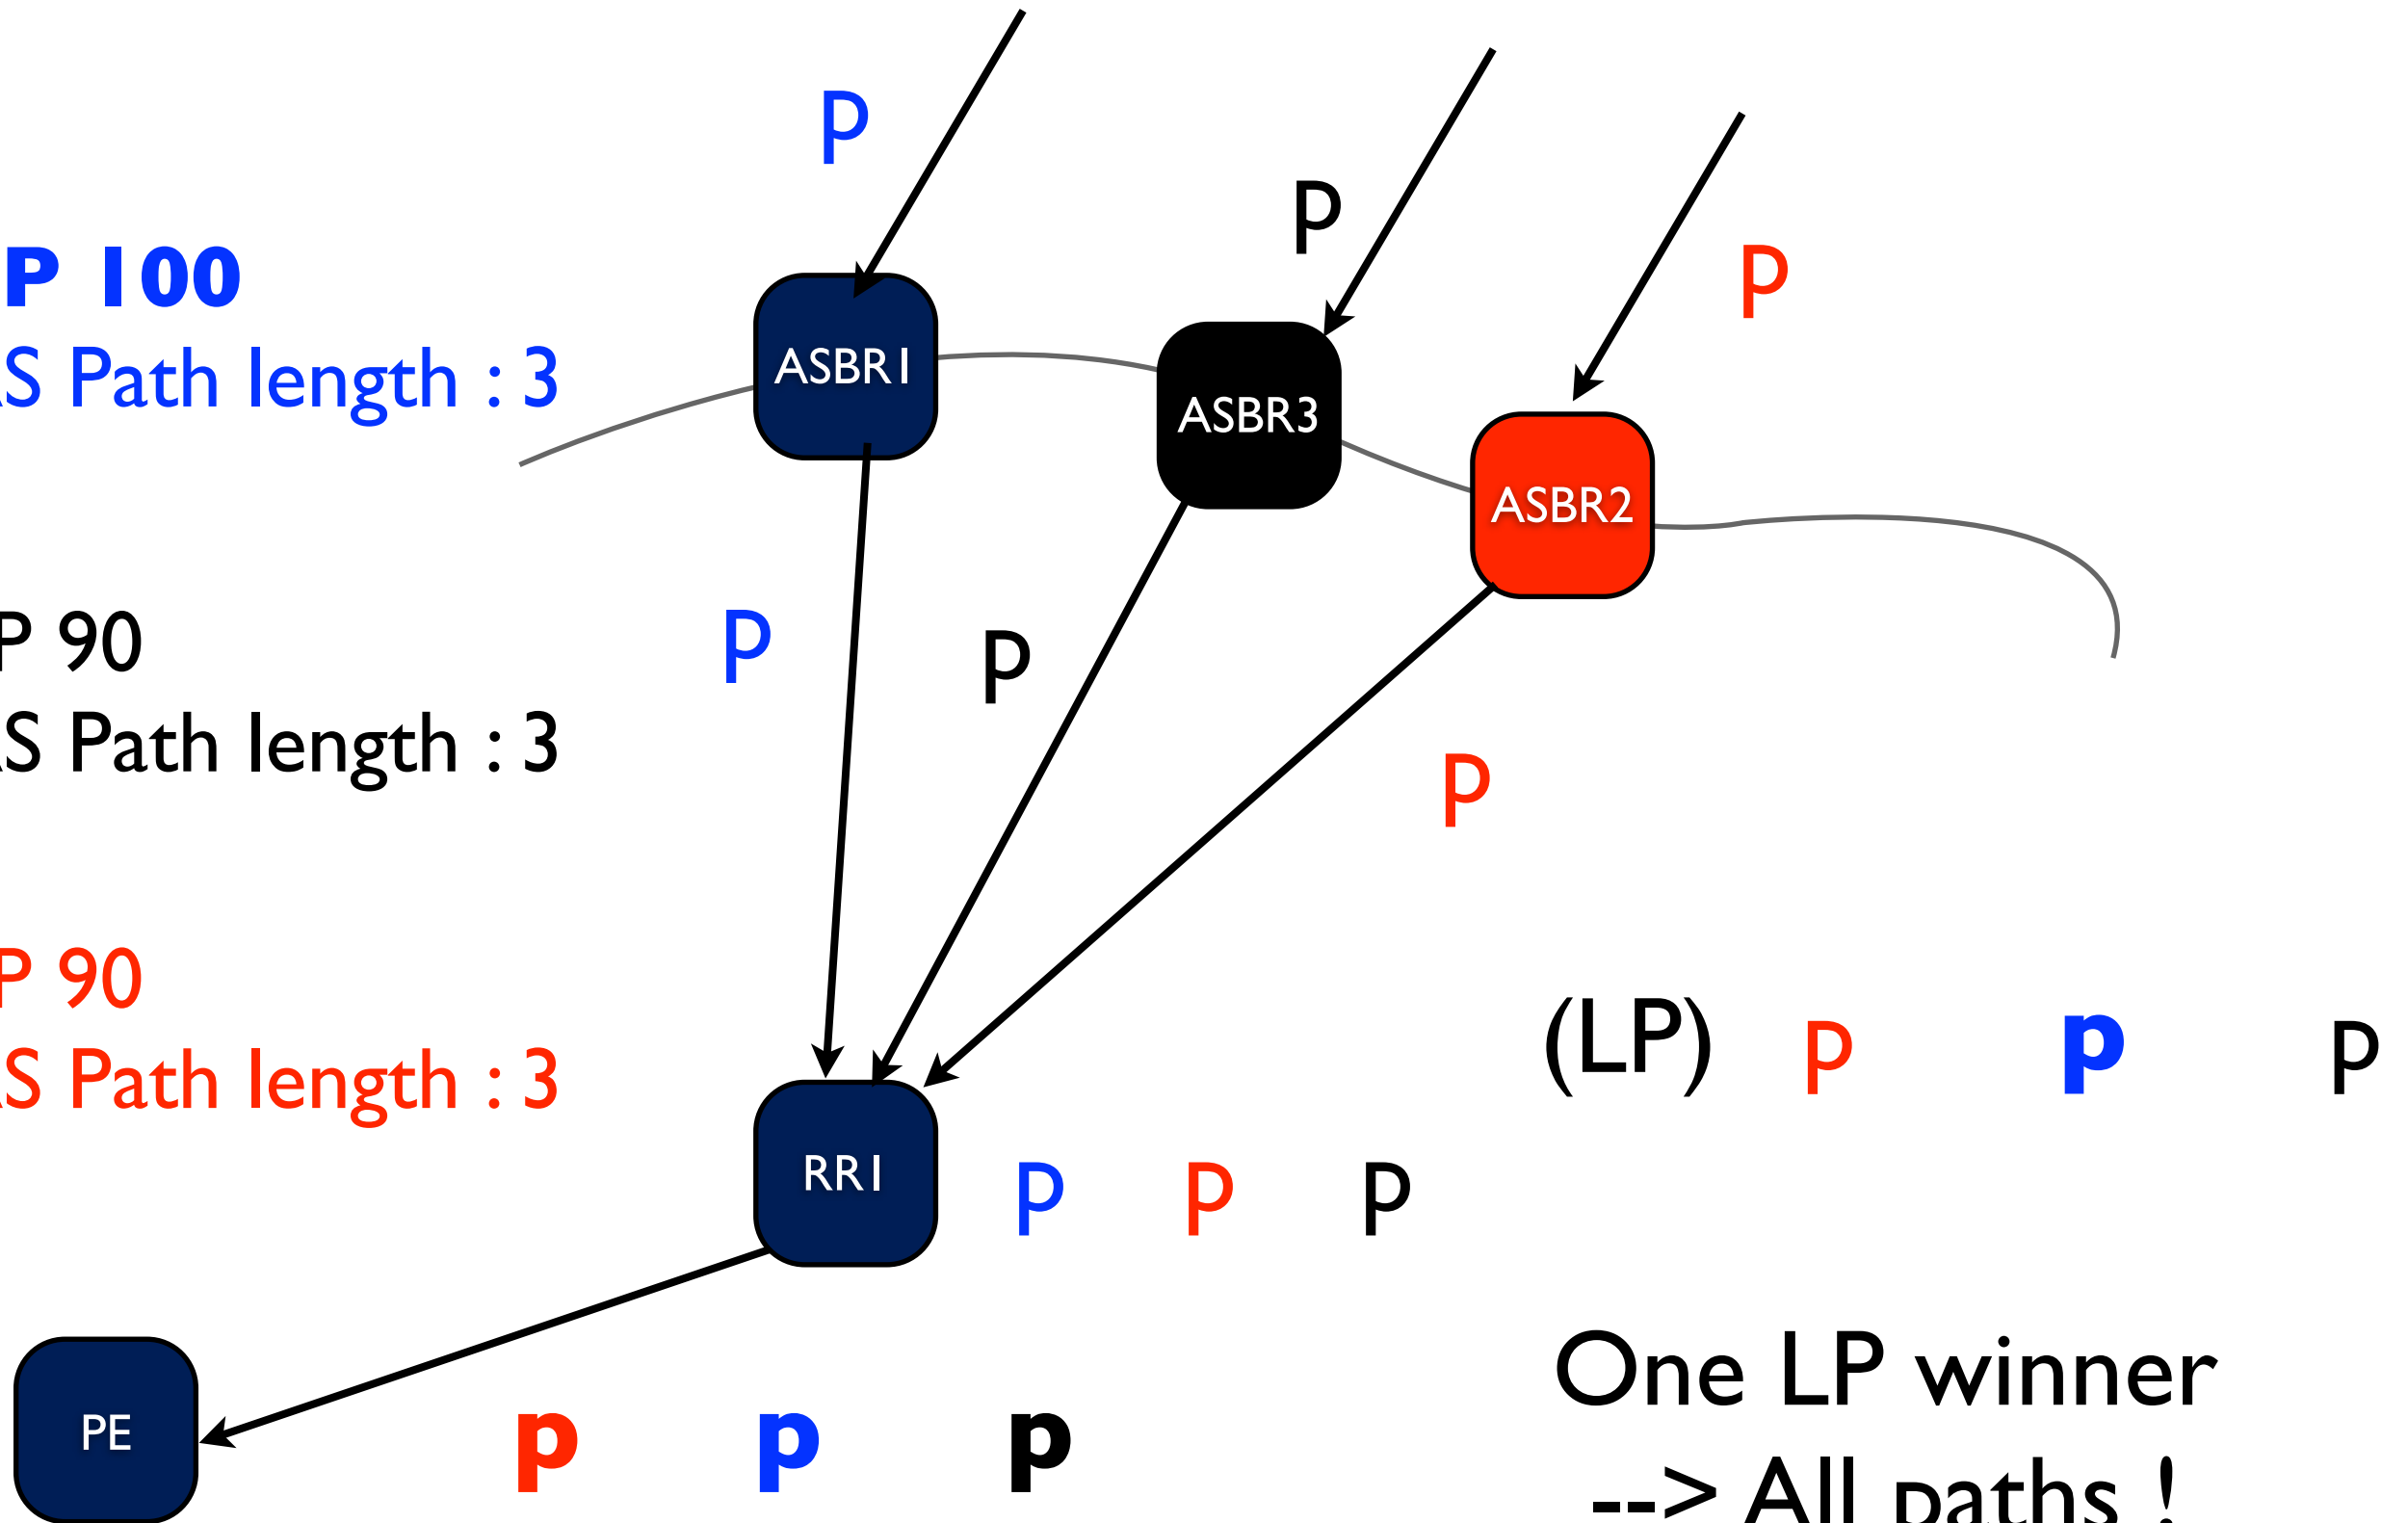 p
p
p
P 100
S Path length : 3
ASBR1
ASBR3
ASBR2
P 90
S Path length : 3
p
p
p
P 90
S Path length : 3
(LP) p p p
RR1
p p p
PE
p p p
One LP winner
--> All paths !